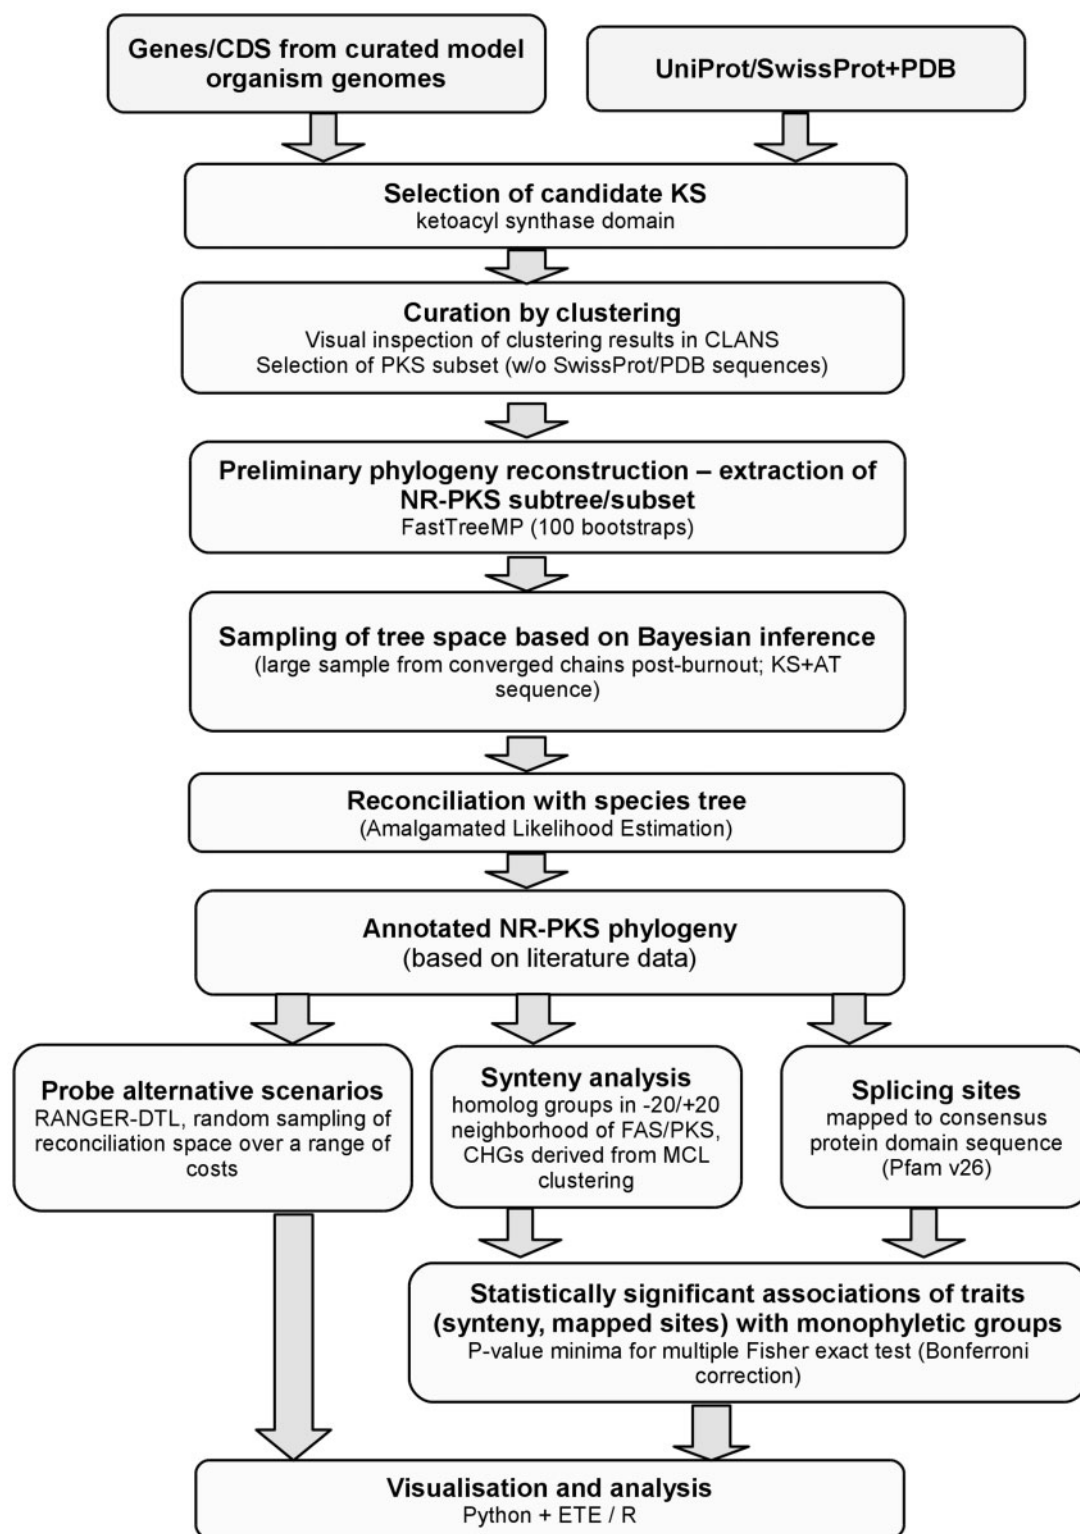 Genes/CDS from curated model
organism genomes
UniProt/SwissProt+PDB
Selection of candidate KS
ketoacyl synthase domain
Curation by clustering
Visual inspection of clustering results in CLANS
Selection of PKS subset (w/o SwissProt/PDB sequences)
Preliminary phylogeny reconstruction – extraction of
NR-PKS subtree/subset
FastTreeMP (100 bootstraps)
Sampling of tree space based on Bayesian inference
(large sample from converged chains post-burnout; KS+AT
sequence)
Reconciliation with species tree
(Amalgamated Likelihood Estimation)
Annotated NR-PKS phylogeny
(based on literature data)
Probe alternative scenarios
RANGER-DTL, random sampling of
reconciliation space over a range of
costs
Synteny analysis
homolog groups in -20/+20
neighborhood of FAS/PKS,
CHGs derived from MCL
clustering
Splicing sites
mapped to consensus
protein domain sequence
(Pfam v26)
Statistically significant associations of traits
(synteny, mapped sites) with monophyletic groups
P-value minima for multiple Fisher exact test (Bonferroni
correction)
Visualisation and analysis
Python + ETE / R